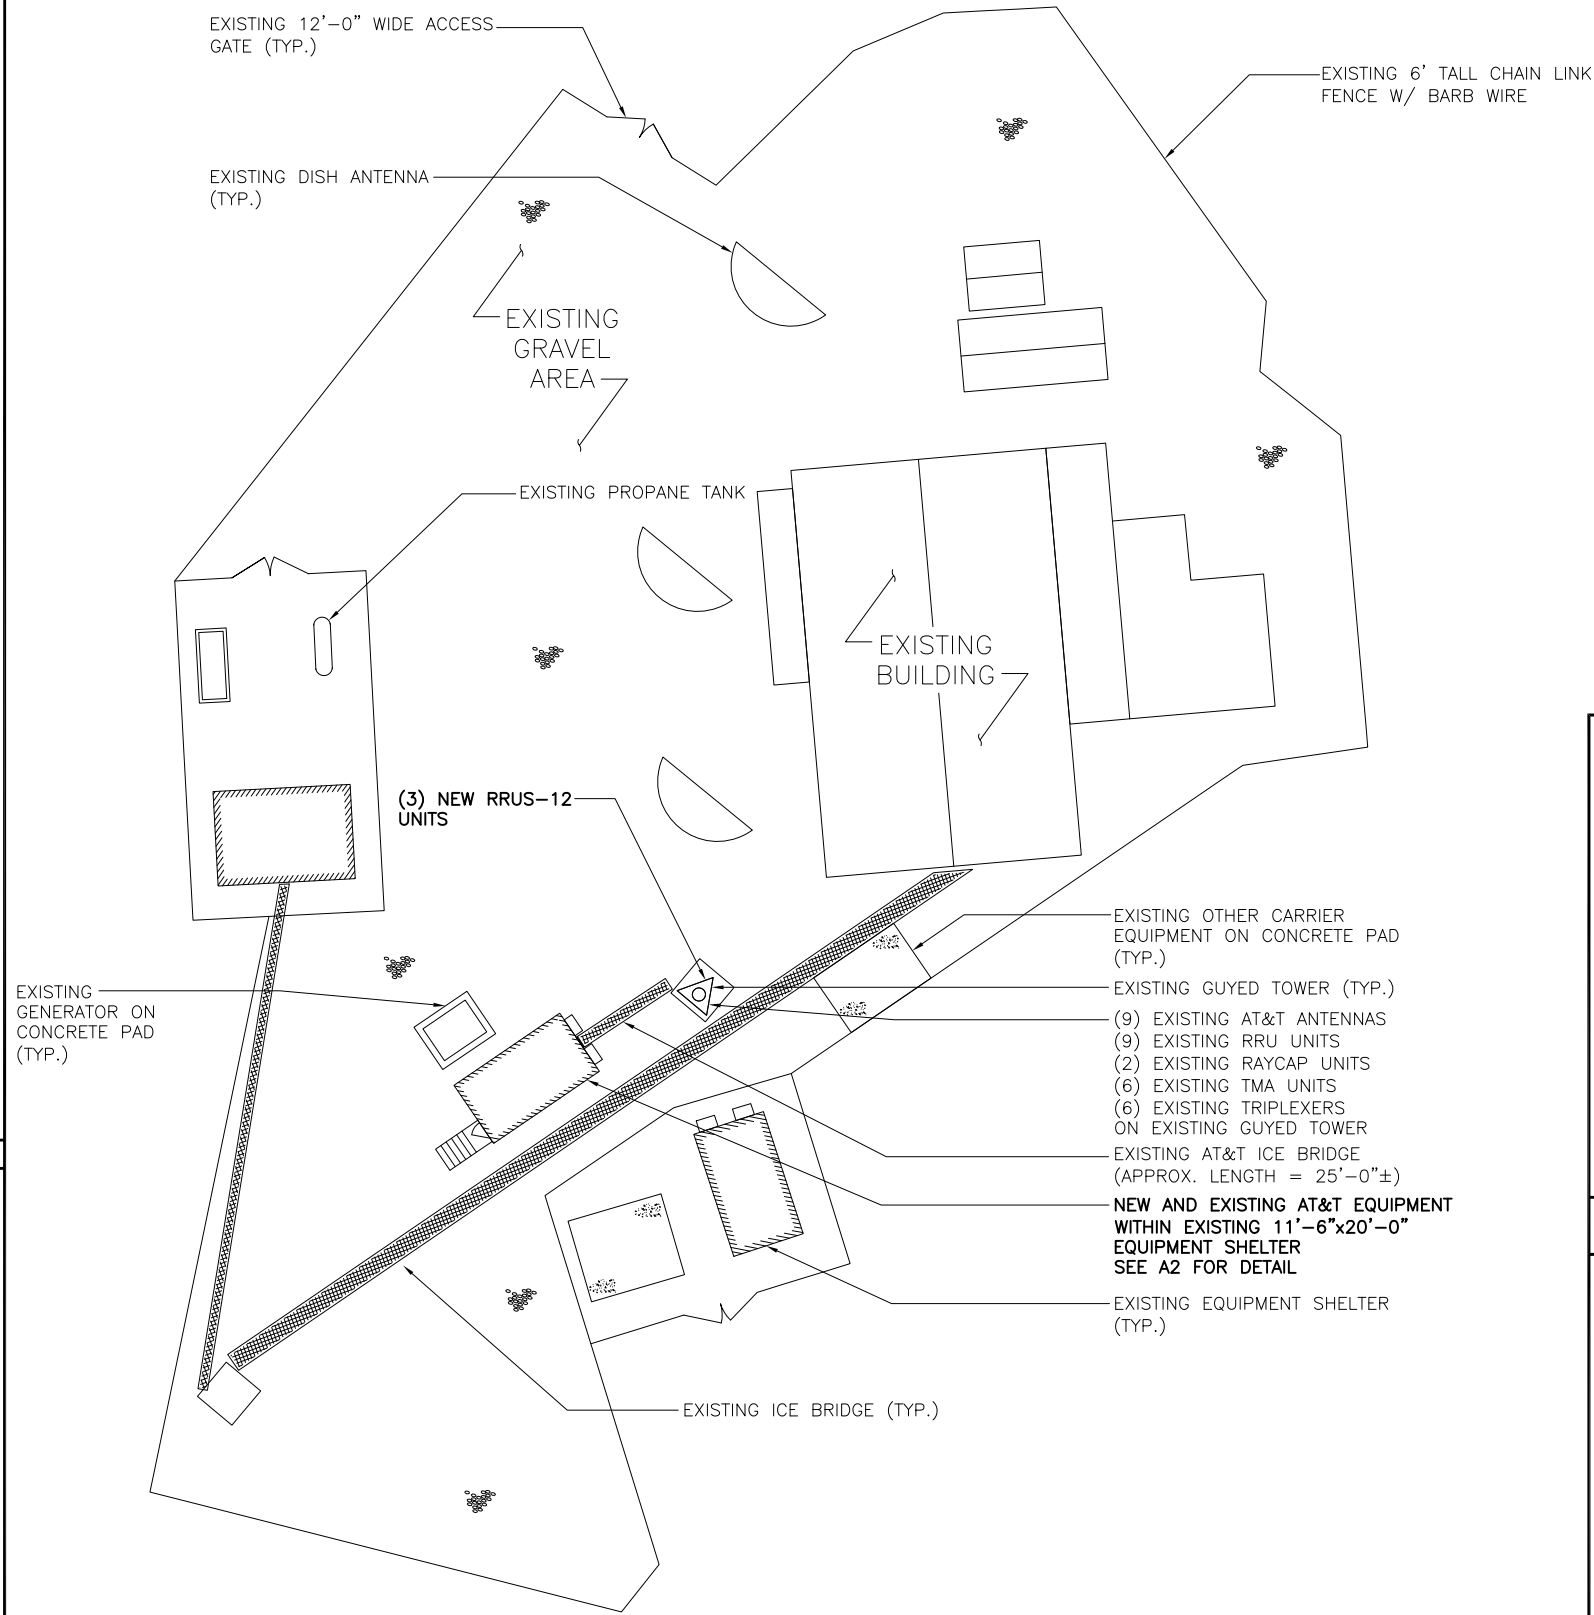 EXISTING 12'-0" WIDE ACCESS
GATE (TYP.)
EXISTING 6' TALL CHAIN LINK
FENCE W/ BARB WIRE
EXISTING DISH ANTENNA
(TYP.)
EXISTING
GRAVEL
AREA
EXISTING PROPANE TANK
EXISTING
BUILDING
(3) NEW RRUS-12
UNITS
EXISTING OTHER CARRIER
EQUIPMENT ON CONCRETE PAD
(TYP.)
EXISTING
GENERATOR ON
CONCRETE PAD
(TYP.)
EXISTING GUYED TOWER (TYP.)
(9) EXISTING AT&T ANTENNAS
(9) EXISTING RRU UNITS
(2) EXISTING RAYCAP UNITS
(6) EXISTING TMA UNITS
(6) EXISTING TRIPLEXERS
ON EXISTING GUYED TOWER
EXISTING AT&T ICE BRIDGE
(APPROX. LENGTH = 25'-0"±)
NEW AND EXISTING AT&T EQUIPMENT
WITHIN EXISTING 11'-6"x20'-0"
EQUIPMENT SHELTER
SEE A2 FOR DETAIL
EXISTING EQUIPMENT SHELTER
(TYP.)
EXISTING ICE BRIDGE (TYP.)